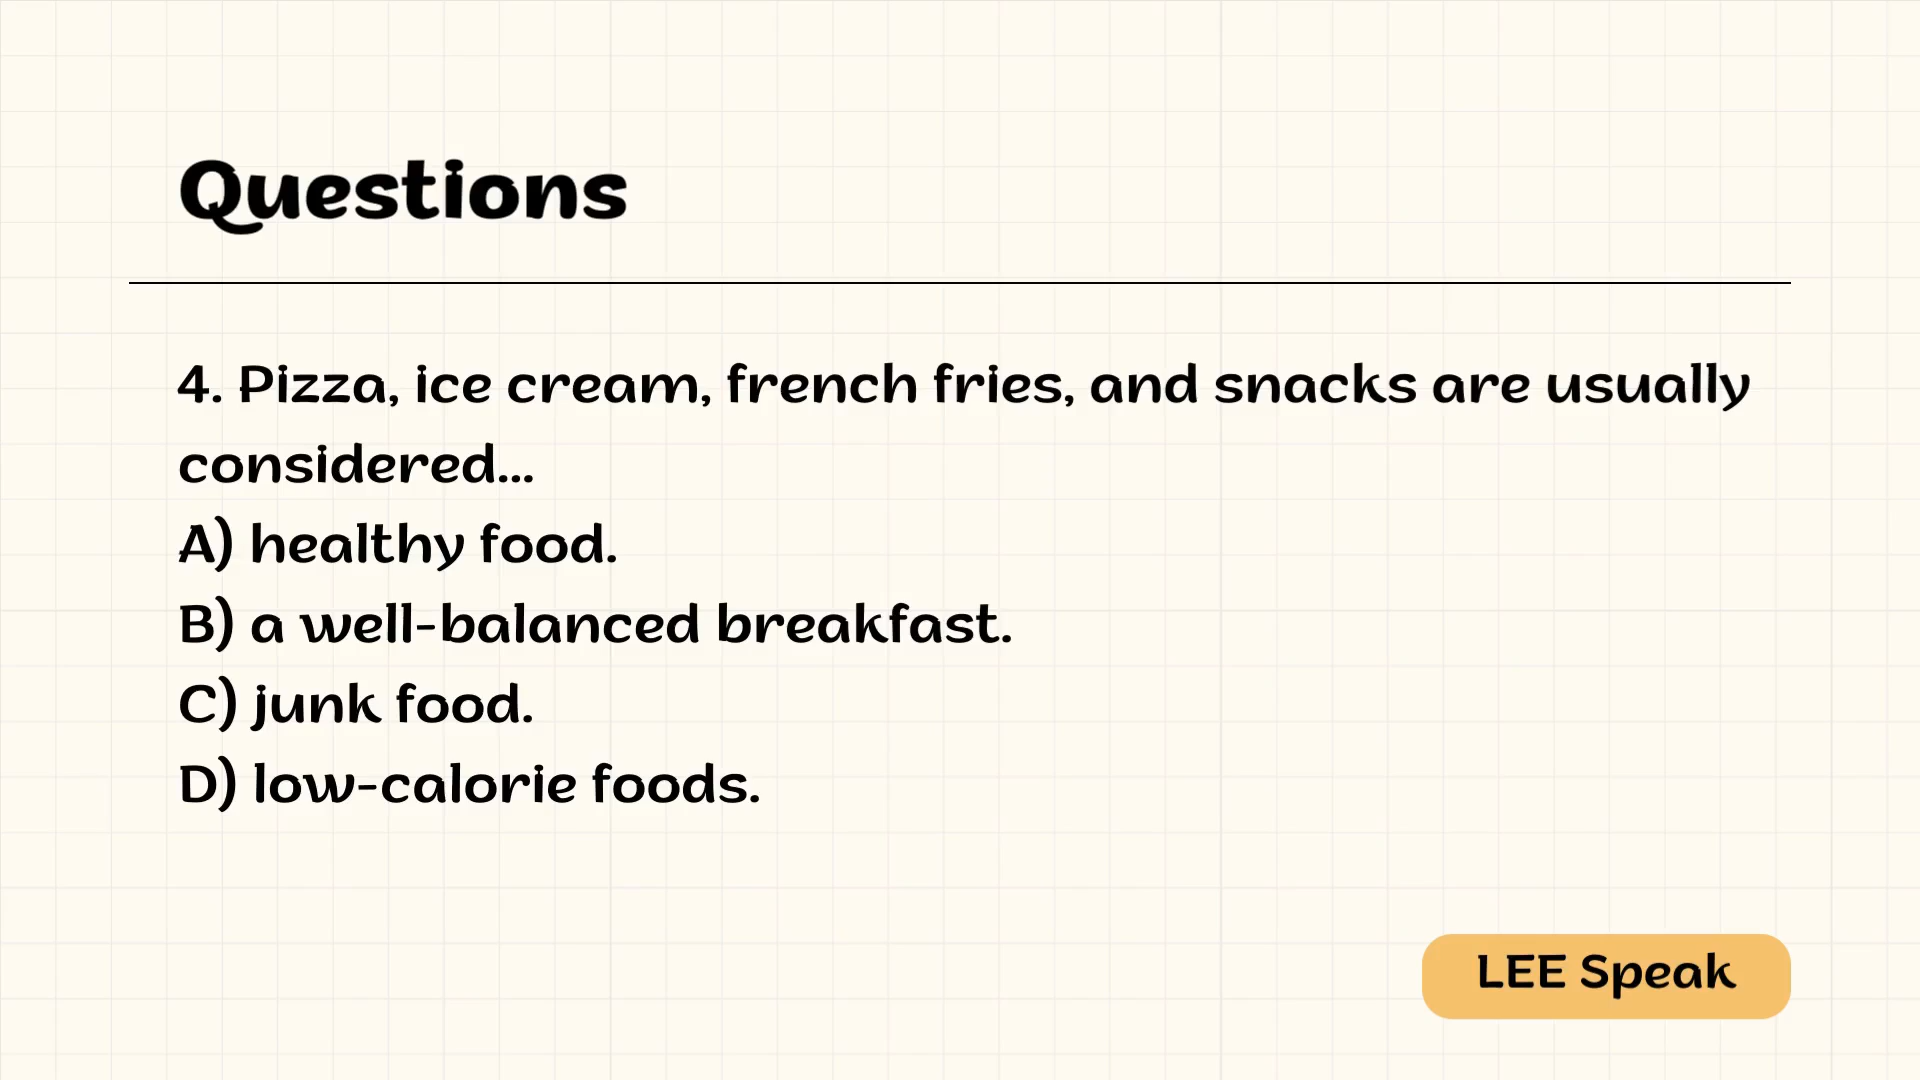 Questions
4. Pizza, ice cream, french fries, and snacks are usually
considered...
A) healthy food.
B) a well-balanced breakfast.
C) junk food.
D) low-calorie foods.
LEE Speak